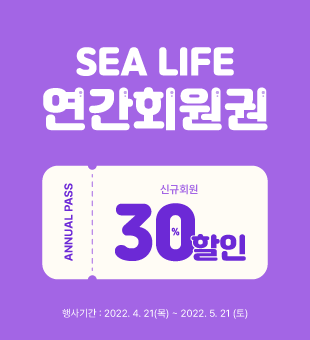 SEA LIFE
연간회원권
ANNUAL PASS
신규회원
30%할인
행사기간 : 2022. 4. 21(목) ~ 2022. 5. 21 (토)